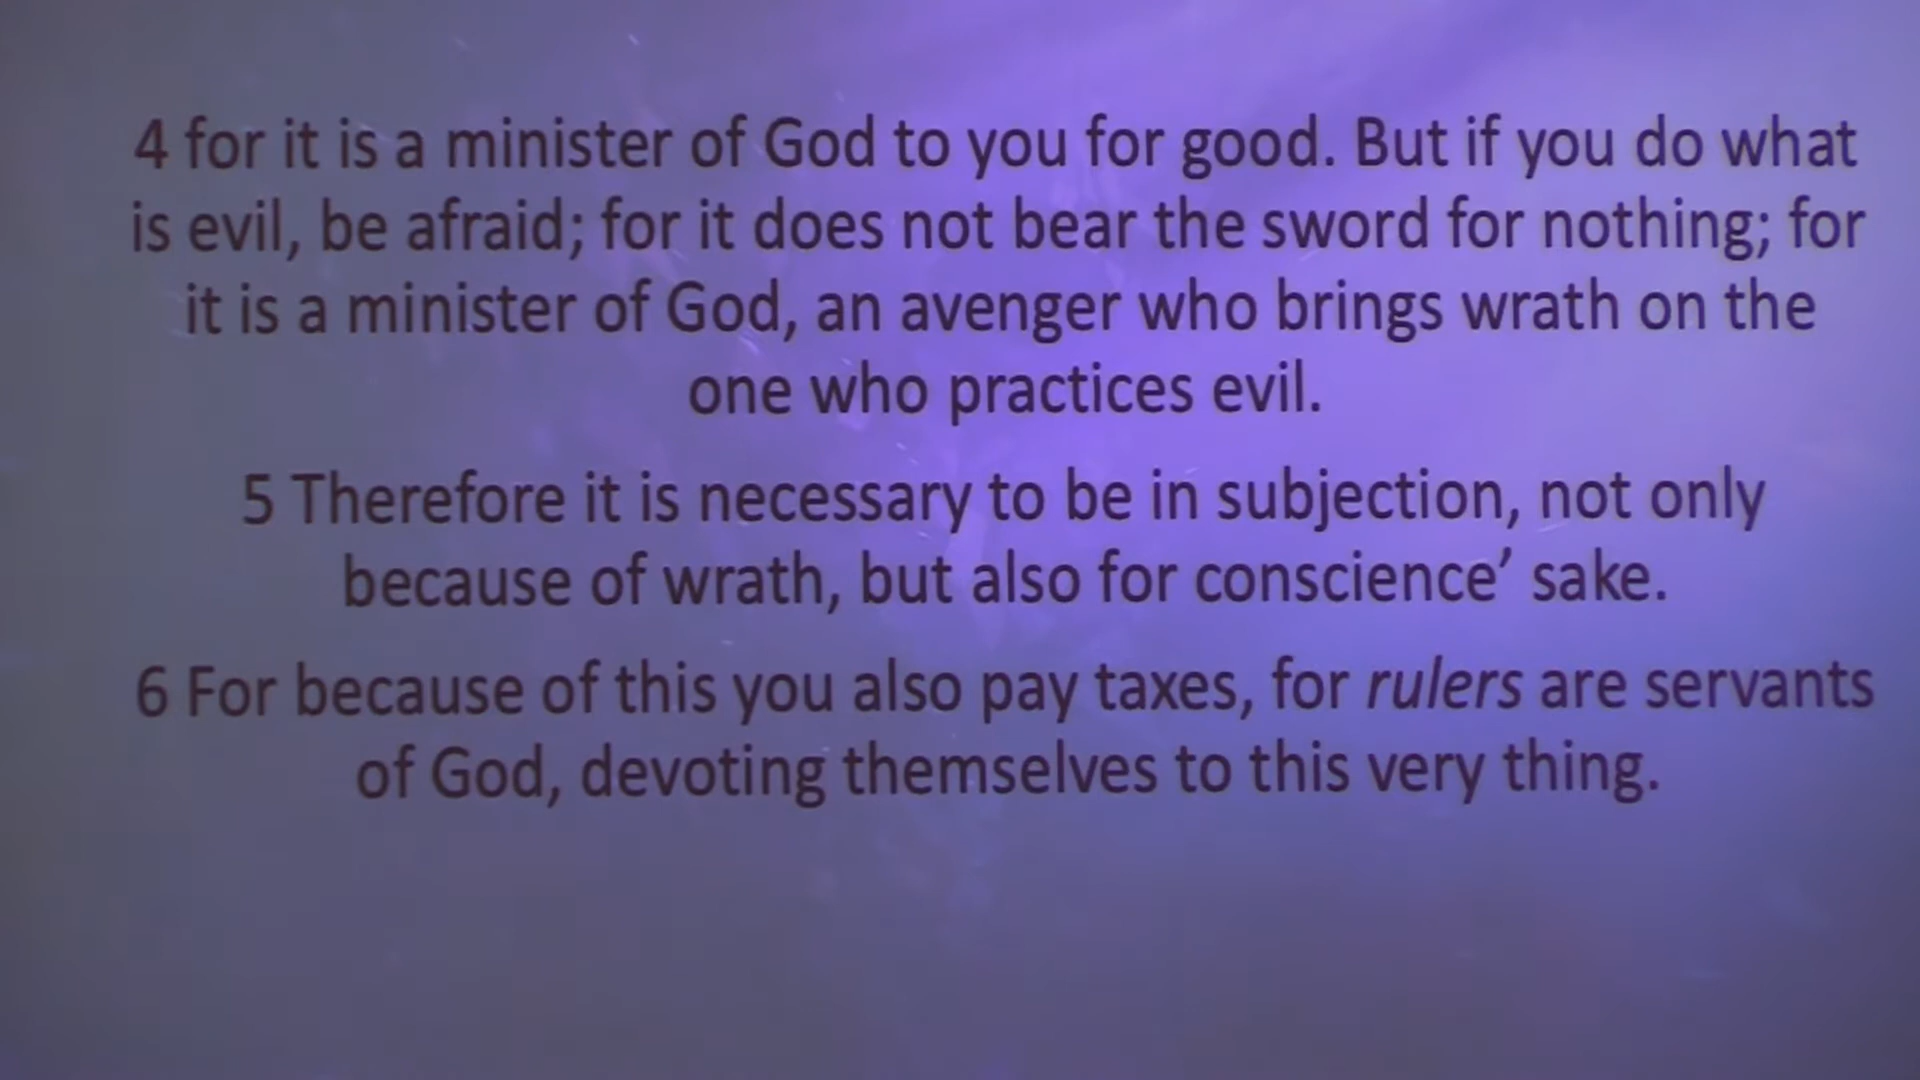 4 for it is a minister of God to you for good. But if you do what
is evil, be afraid; for it does not bear the sword for nothing; for
it is a minister of God, an avenger who brings wrath on the
one who practices evil.
5 Therefore it is necessary to be in subjection, not only
because of wrath, but also for conscience’ sake.
6 For because of this you also pay taxes, for rulers are servants
of God, devoting themselves to this very thing.